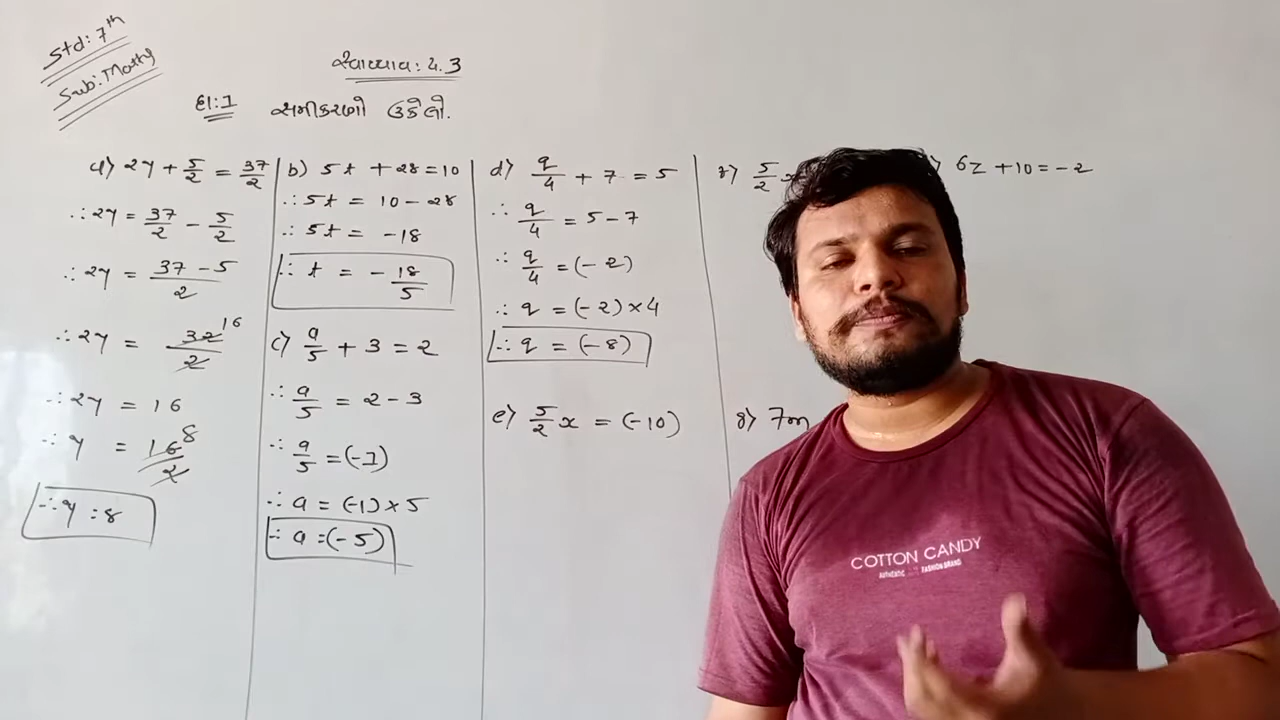 Std: 7th
Sub: Maths
સ્વાધ્યાય: 4.3
દા:1 સમીકરણો ઉકેલો.
a) 2y + 5/2 = 37/2
∴ 2y = 37/2 - 5/2
∴ 2y = 37 - 5/2
∴ 2y = 32/2 16
∴ 2y = 16
∴ y = 16/2 8
∴ y = 8
b) 5t + 28 = 10
∴ 5t = 10 - 28
∴ 5t = -18
∴ t = - 18/5
c) a/5 + 3 = 2
∴ a/5 = 2 - 3
∴ a/5 = (-1)
∴ a = (-1) × 5
∴ a = (-5)
d) q/4 + 7 = 5
∴ q/4 = 5 - 7
∴ q/4 = (-2)
∴ q = (-2) × 4
∴ q = (-8)
e) 5/2 x = (-10)
f) 5/2 x
g) 7m
) 6z + 10 = -2
COTTON CANDY
AUTHENTIC FASHION BRAND